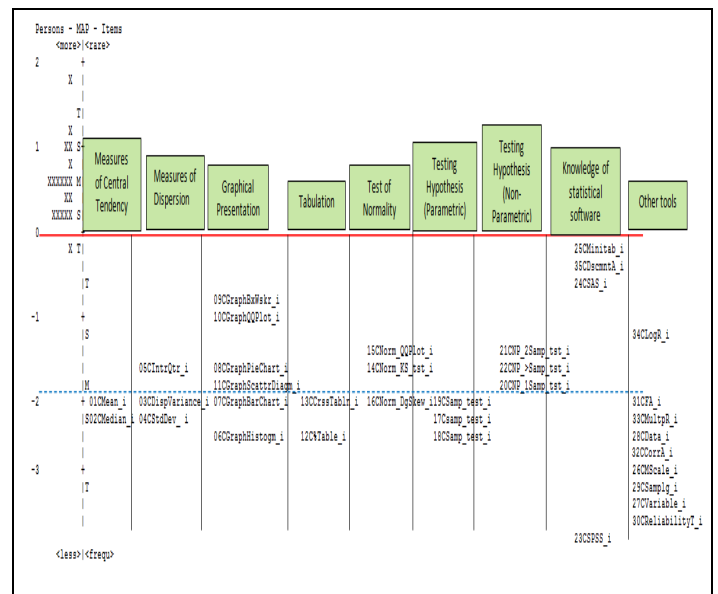 Persons - MAP - Items
<more>|<rare>
2 +
X |
T|
X |
1 XX S+
X |
XXXXXX M|
XX |
XXXXX S|
0 +
Measures of Central Tendency
Measures of Dispersion
Graphical Presentation
Tabulation
Test of Normality
Testing Hypothesis (Parametric)
Testing Hypothesis (Non-Parametric)
Knowledge of statistical software
Other tools
X T| 25CMinitab_i
35CDscmntA_i
|T 24CSAS_i
09CGraphBxWskr_i
-1 + 10CGraphQQPlot_i
|S 34CLogR_i
15CNorm_QQPlot_i 21CNP_2Samp_tst_i
05CIntrQtr_i 08CGraphPieChart_i 14CNorm_KS_tst_i 22CNP_>Samp_tst_i
|M 11CGraphScattrDiagm_i 20CNP_1Samp_tst_i
-2 + 01CMean_i 03CDispVariance_i 07CGraphBarChart_i 13CCrssTabln_i 16CNorm_DgSkew_i 19CSamp_test_i 31CFA_i
S02CMedian_i 04CStdDev_i 17Csamp_test_i 33CMultpR_i
06CGraphHistogm_i 12C%Table_i 18CSamp_test_i 28CData_i
32CCorrA_i
-3 + 26CMScale_i
|T 29CSamplg_i
27CVariable_i
30CReliabilityT_i
23CSPSS_i
<less>|<frequ>